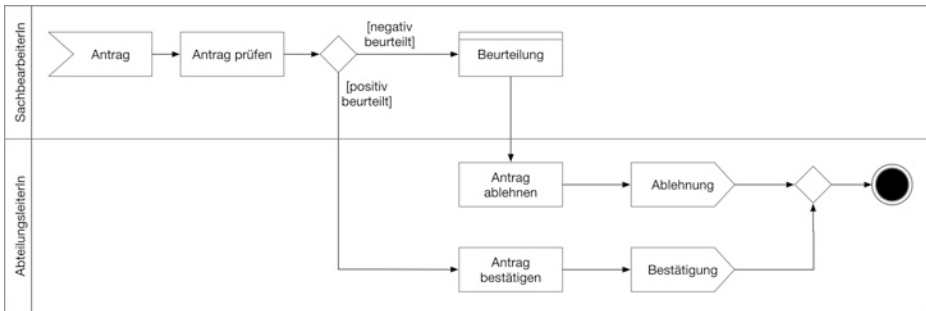 SachbearbeiterIn
Antrag
Antrag prüfen
[negativ
beurteilt]
Beurteilung
[positiv
beurteilt]
AbteilungsleiterIn
Antrag
ablehnen
Ablehnung
Antrag
bestätigen
Bestätigung